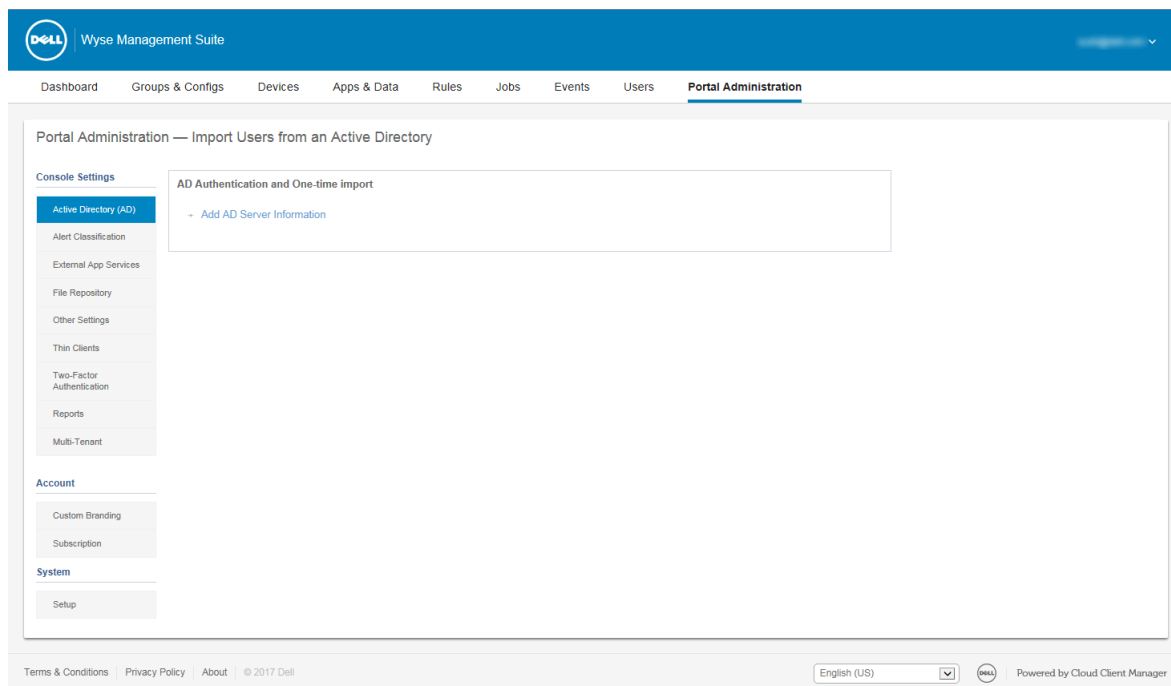 DELL
Wyse Management Suite
Dashboard Groups & Configs Devices Apps & Data Rules Jobs Events Users Portal Administration
Portal Administration — Import Users from an Active Directory
Console Settings
Active Directory (AD)
Alert Classification
External App Services
File Repository
Other Settings
Thin Clients
Two-Factor
Authentication
Reports
Multi-Tenant
Account
Custom Branding
Subscription
System
Setup
AD Authentication and One-time import
+ Add AD Server Information
Terms & Conditions Privacy Policy About © 2017 Dell
English (US)
DELL
Powered by Cloud Client Manager